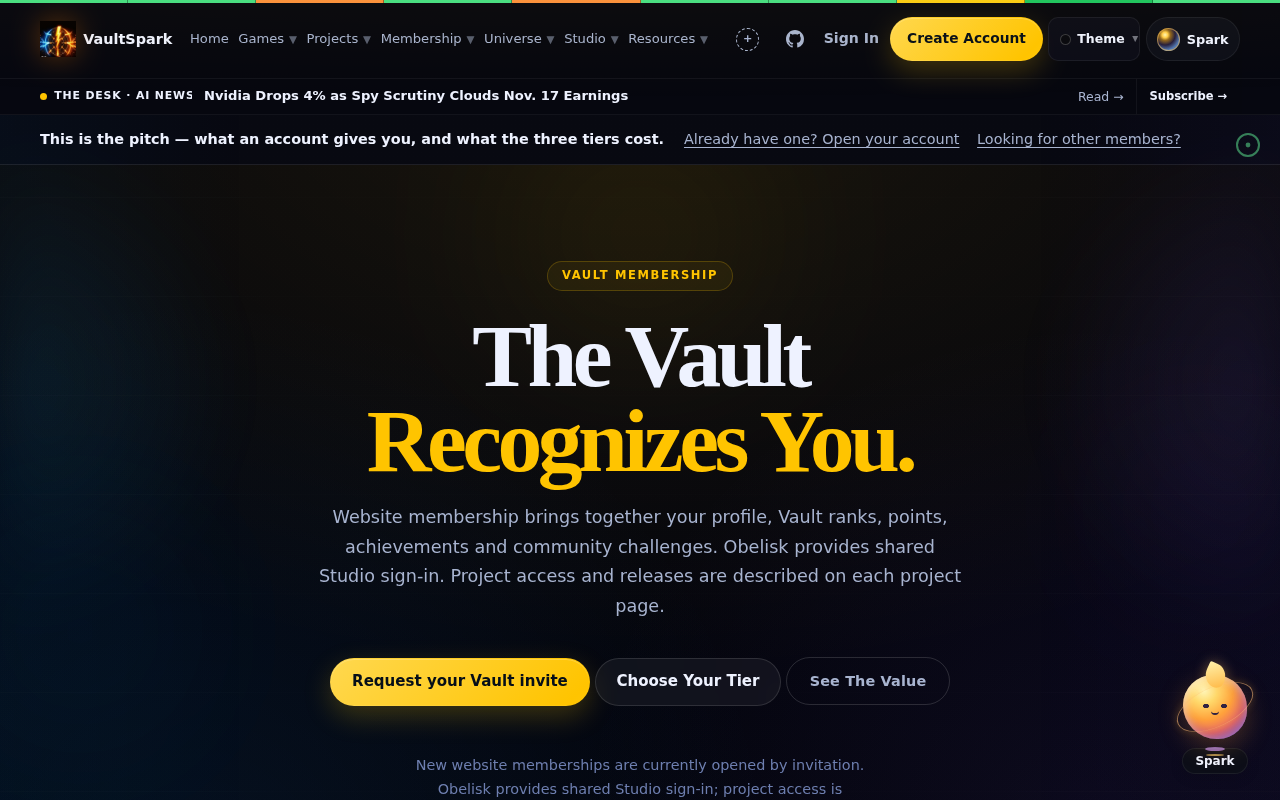 VaultSpark Home Games ▼ Projects ▼ Membership ▼ Universe ▼ Studio ▼ Resources ▼ Sign In Create Account Theme ▼ Spark
THE DESK · AI NEWS Nvidia Drops 4% as Spy Scrutiny Clouds Nov. 17 Earnings Read → Subscribe →
This is the pitch — what an account gives you, and what the three tiers cost. Already have one? Open your account Looking for other members?
VAULT MEMBERSHIP
The Vault
Recognizes You.
Website membership brings together your profile, Vault ranks, points,
achievements and community challenges. Obelisk provides shared
Studio sign-in. Project access and releases are described on each project
page.
Request your Vault invite Choose Your Tier See The Value
New website memberships are currently opened by invitation.
Obelisk provides shared Studio sign-in; project access is
Spark